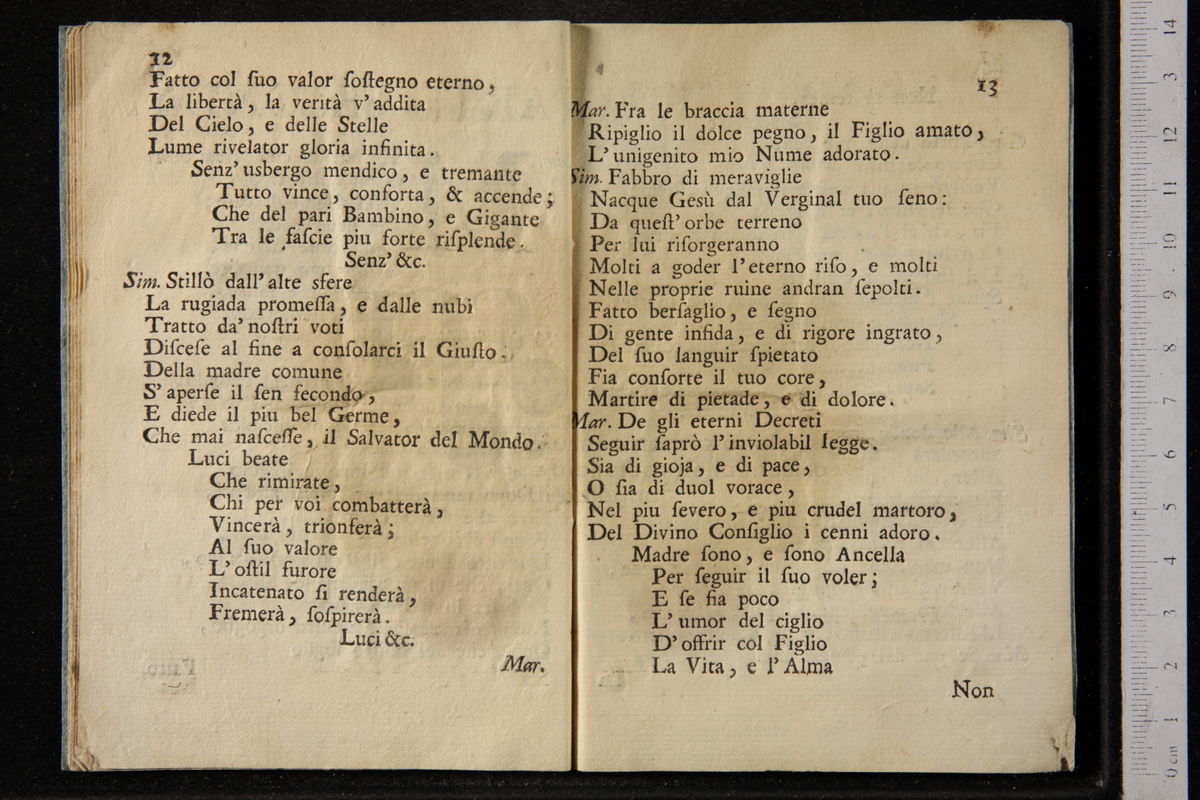 12
Fatto col ſuo valor ſoſtegno eterno,
La libertà, la verità v' addita
Del Cielo, e delle Stelle
Lume rivelator gloria infinita.
Senz' usbergo mendico, e tremante
Tutto vince, conforta, & accende;
Che del pari Bambino, e Gigante
Tra le faſcie piu forte riſplende.
Senz' &c.
Sim. Stillò dall' alte sfere
La rugiada promeſſa, e dalle nubi
Tratto da' noſtri voti
Diſceſe al fine a conſolarci il Giuſto.
Della madre comune
S' aperſe il ſen fecondo,
E diede il piu bel Germe,
Che mai naſceſſe, il Salvator del Mondo.
Luci beate
Che rimirate,
Chi per voi combatterà,
Vincerà, trionferà;
Al ſuo valore
L' oſtil furore
Incatenato ſi renderà,
Fremerà, ſoſpirerà.
Luci &c.
Mar.
13
Mar. Fra le braccia materne
Ripiglio il dolce pegno, il Figlio amato,
L' unigenito mio Nume adorato.
Sim. Fabbro di meraviglie
Nacque Gesù dal Verginal tuo ſeno:
Da queſt' orbe terreno
Per lui riſorgeranno
Molti a goder l' eterno riſo, e molti
Nelle proprie ruine andran ſepolti.
Fatto berſaglio, e ſegno
Di gente infida, e di rigore ingrato,
Del ſuo languir ſpietato
Fia conſorte il tuo core,
Martire di pietade, e di dolore.
Mar. De gli eterni Decreti
Seguir ſaprò l' inviolabil legge.
Sia di gioja, e di pace,
O ſia di duol vorace,
Nel piu ſevero, e piu crudel martoro,
Del Divino Conſiglio i cenni adoro.
Madre ſono, e ſono Ancella
Per ſeguir il ſuo voler;
E ſe fia poco
L' umor del ciglio
D' offrir col Figlio
La Vita, e l' Alma
Non